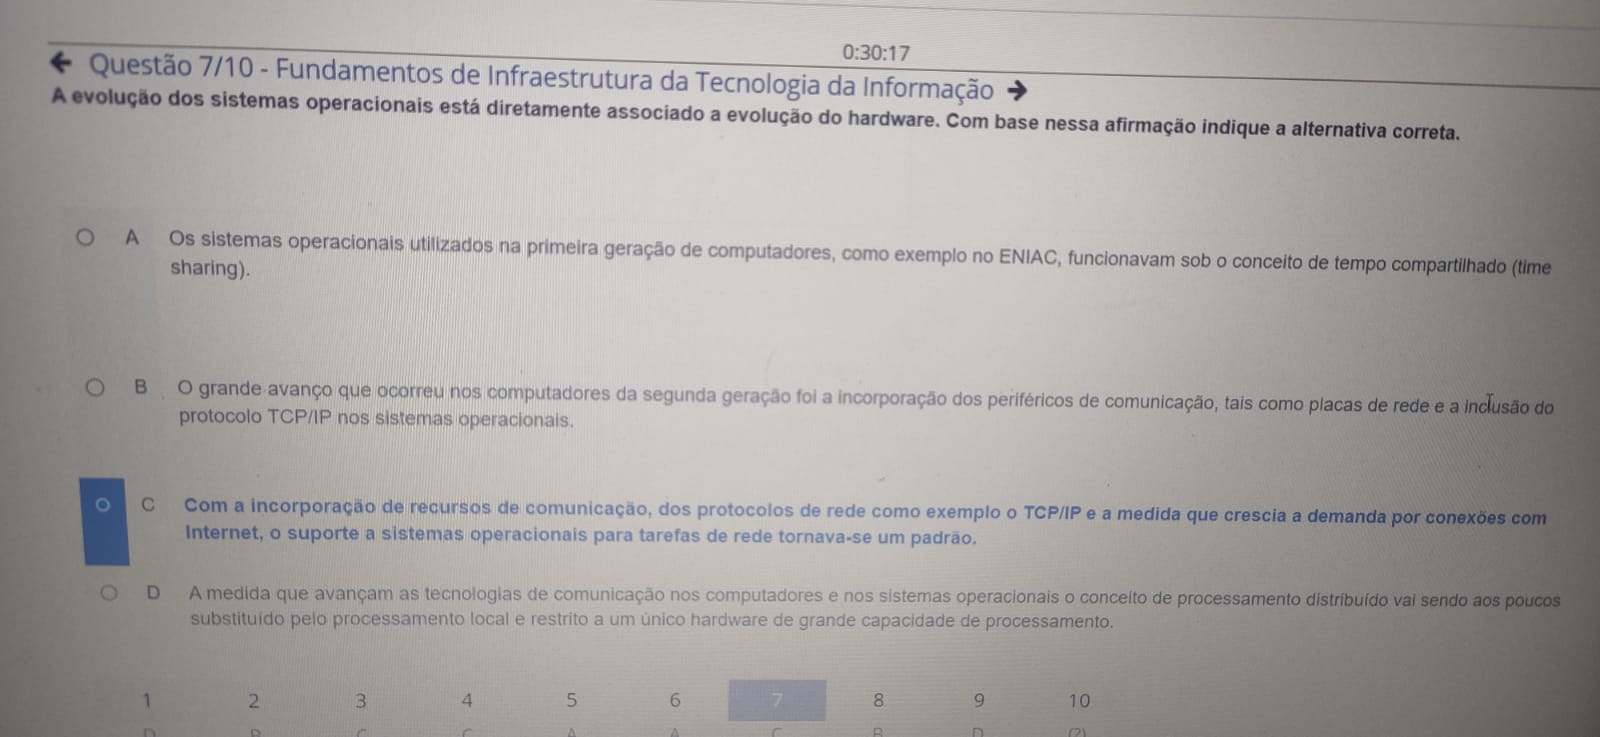 0:30:17
← Questão 7/10 - Fundamentos de Infraestrutura da Tecnologia da Informação →
A evolução dos sistemas operacionais está diretamente associado a evolução do hardware. Com base nessa afirmação indique a alternativa correta.
A Os sistemas operacionais utilizados na primeira geração de computadores, como exemplo no ENIAC, funcionavam sob o conceito de tempo compartilhado (time
sharing).
B O grande avanço que ocorreu nos computadores da segunda geração foi a incorporação dos periféricos de comunicação, tais como placas de rede e a inclusão do
protocolo TCP/IP nos sistemas operacionais.
C Com a incorporação de recursos de comunicação, dos protocolos de rede como exemplo o TCP/IP e a medida que crescia a demanda por conexões com
Internet, o suporte a sistemas operacionais para tarefas de rede tornava-se um padrão.
D A medida que avançam as tecnologias de comunicação nos computadores e nos sistemas operacionais o conceito de processamento distribuído vai sendo aos poucos
substituído pelo processamento local e restrito a um único hardware de grande capacidade de processamento.
1 2 3 4 5 6 7 8 9 10